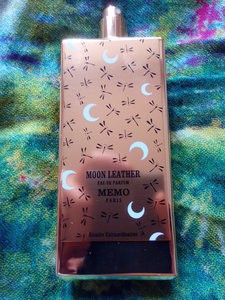 MOON LEATHER
EAU DE PARFUM
MEMO
PARIS